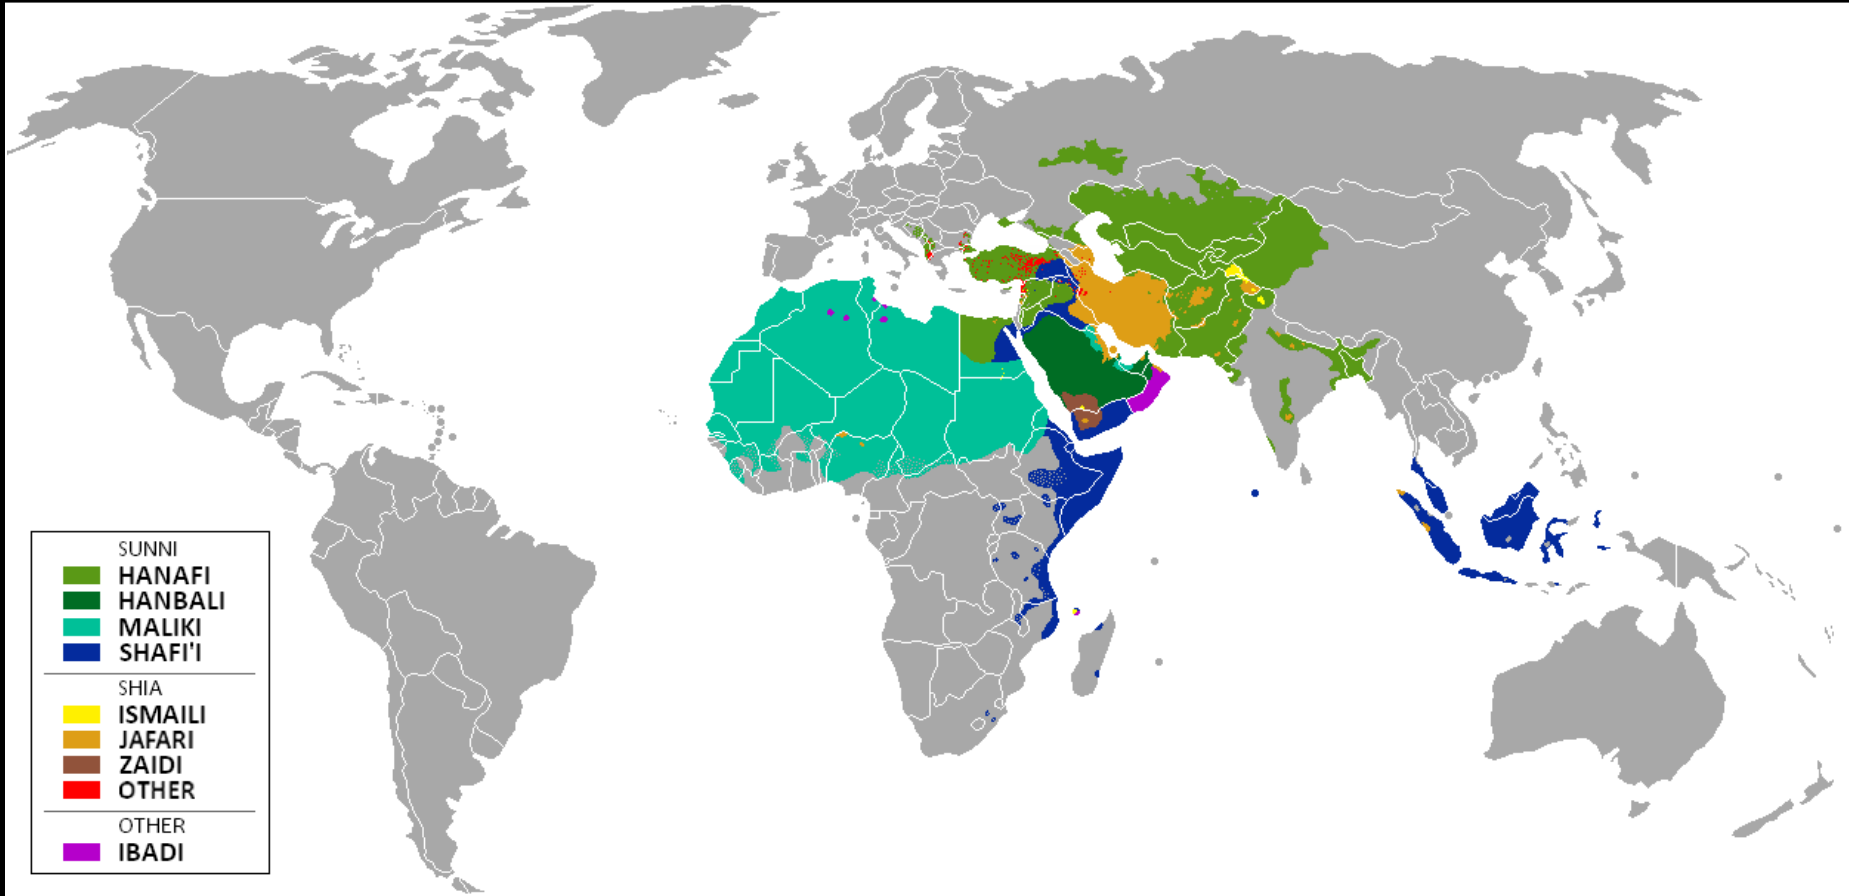 SUNNI
HANAFI
HANBALI
MALIKI
SHAFI'I
SHIA
ISMAILI
JAFARI
ZAIDI
OTHER
OTHER
IBADI